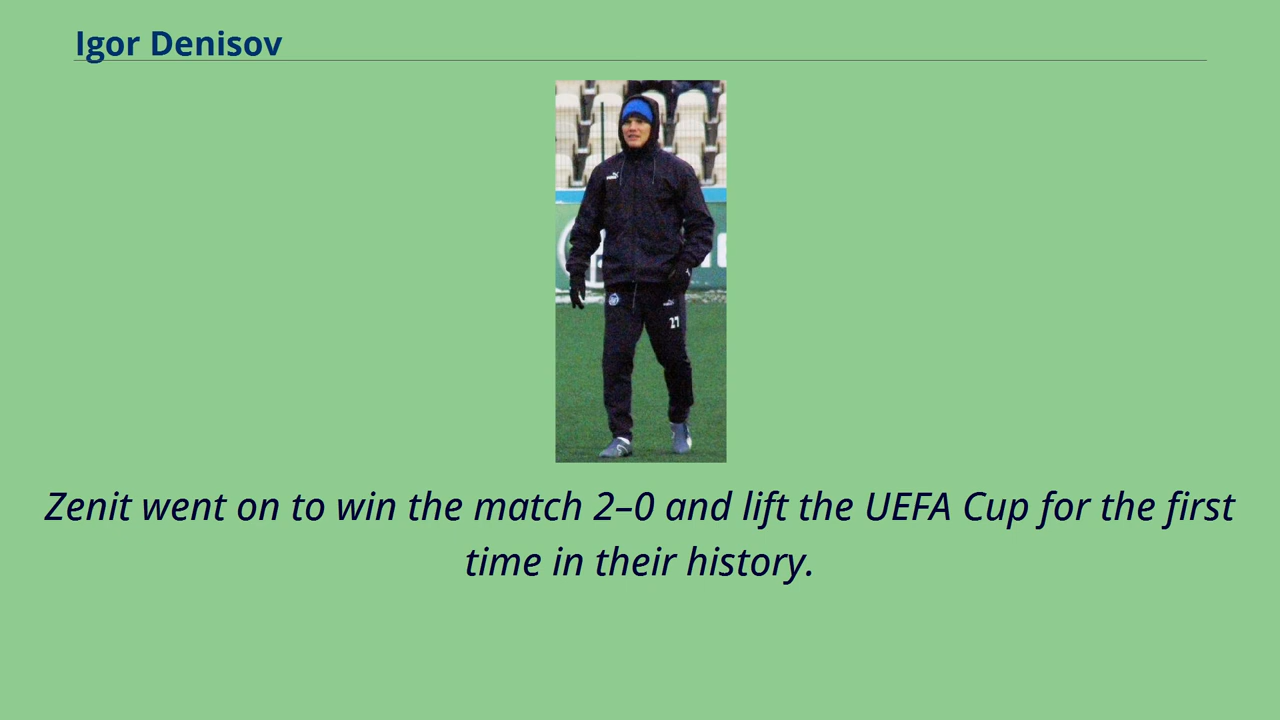 Igor Denisov
27
Zenit went on to win the match 2–0 and lift the UEFA Cup for the first
time in their history.